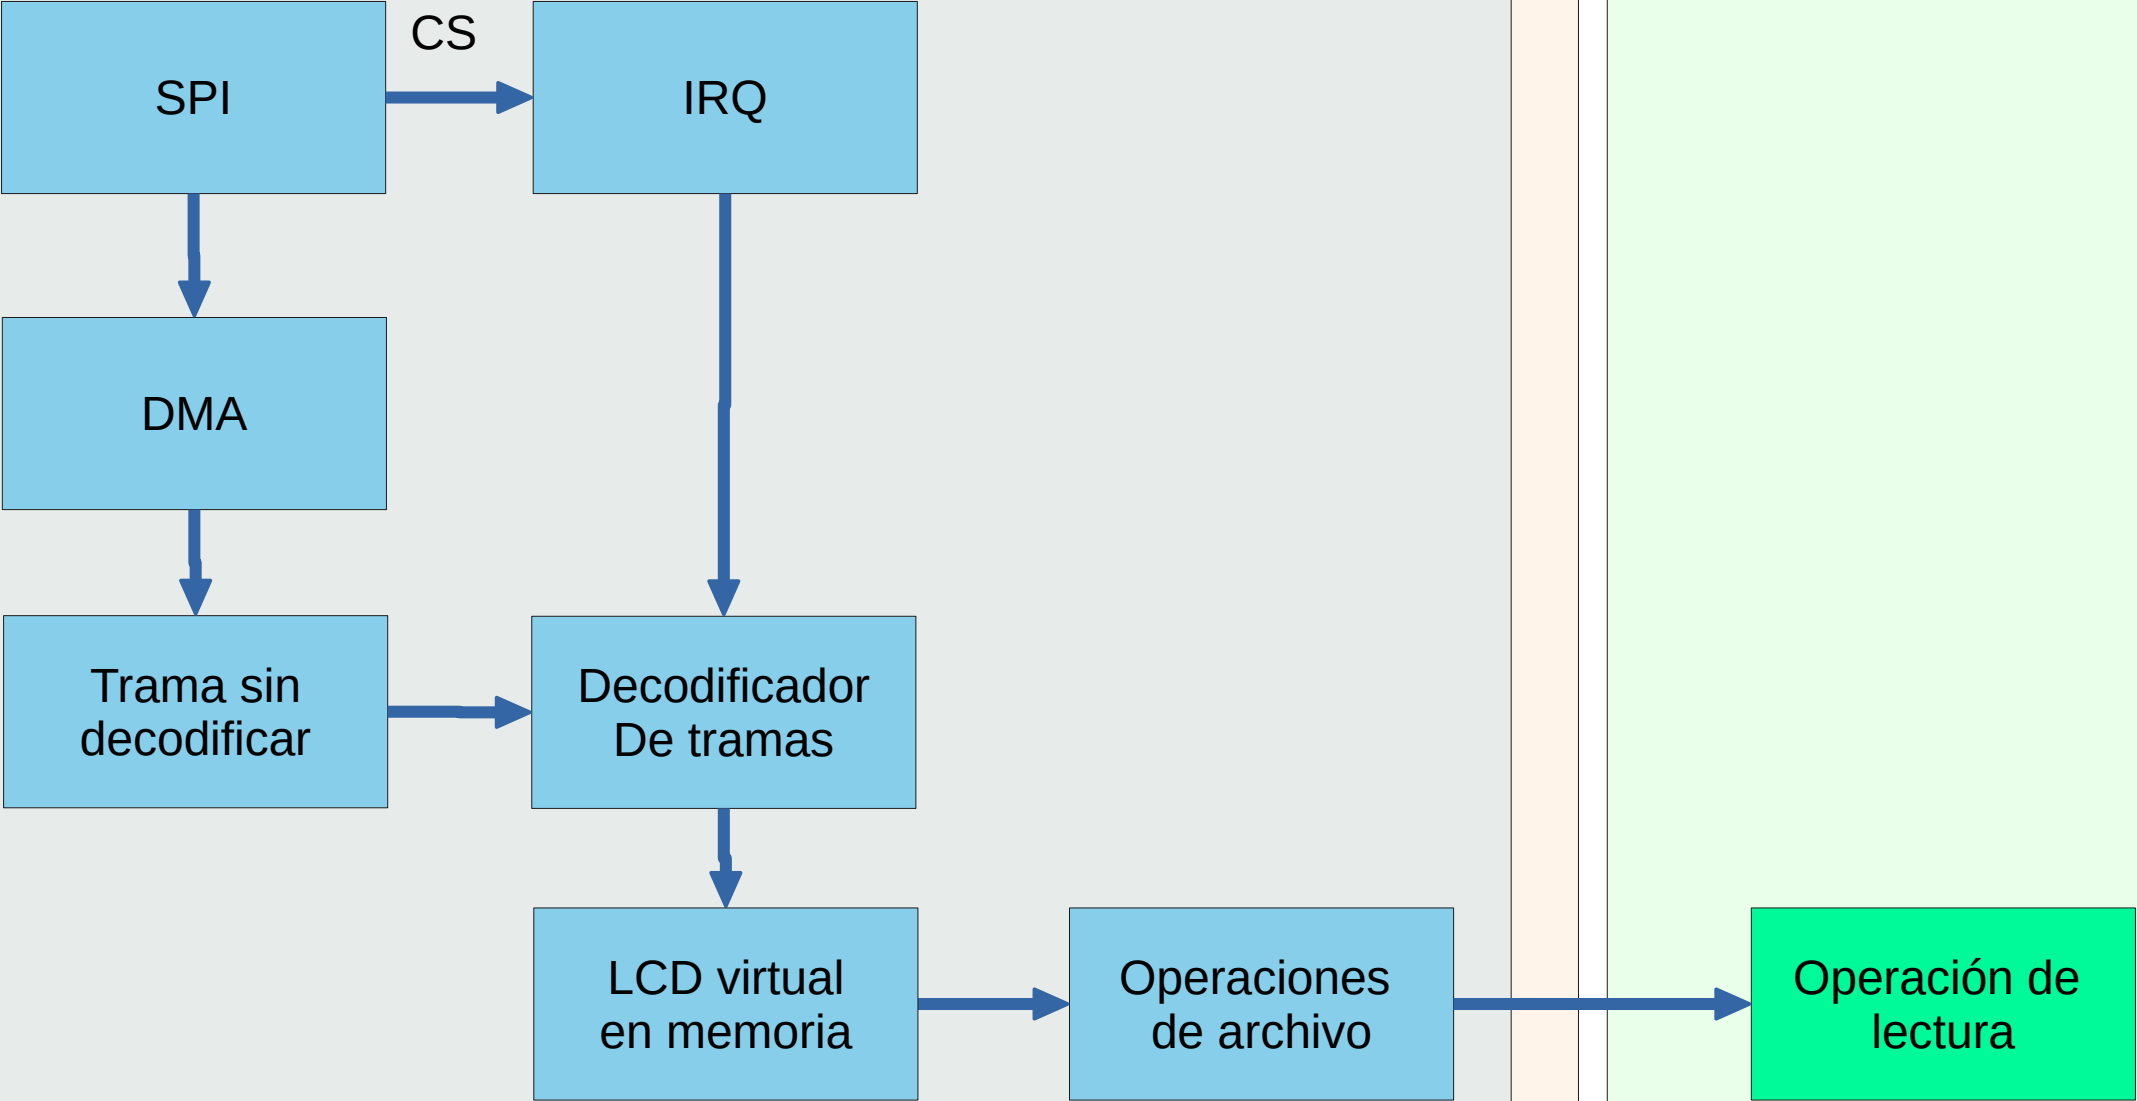 CS
SPI
IRQ
DMA
Trama sin
decodificar
Decodificador
De tramas
LCD virtual
en memoria
Operaciones
de archivo
Operación de
lectura